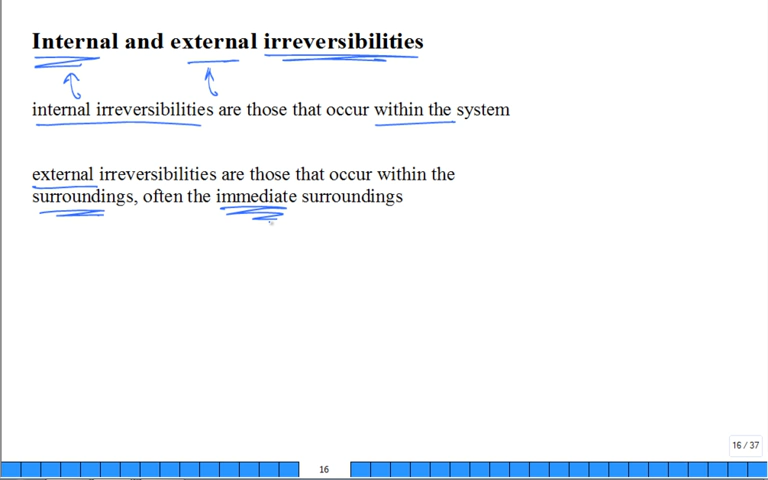 Internal and external irreversibilities
internal irreversibilities are those that occur within the system
external irreversibilities are those that occur within the
surroundings, often the immediate surroundings
16 / 37
16